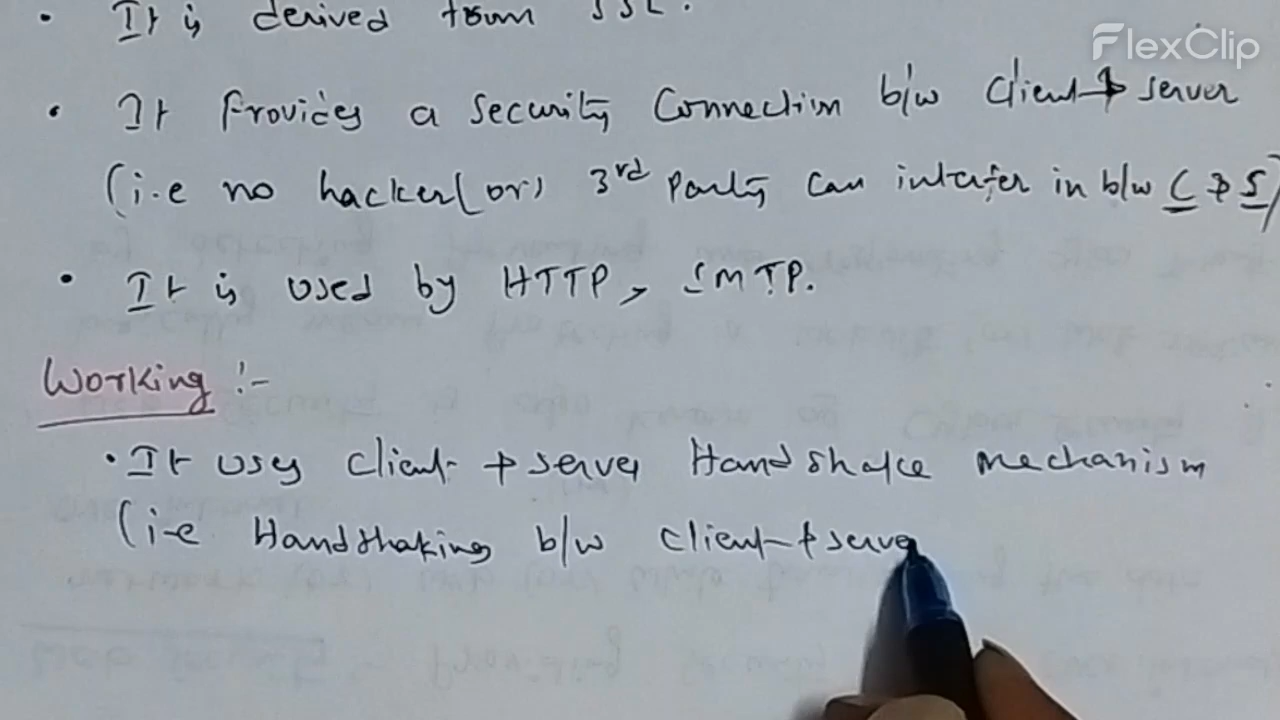 FlexClip
• It is derived from SSL.
• It Provides a security Connection b/w Client & server
(i.e no hacker(or) 3rd Party can interfer in b/w C & S)
• It is used by HTTP, SMTP.
Working :-
• It uses Client & server Handshake mechanism
(i-e Handshaking b/w client & serve